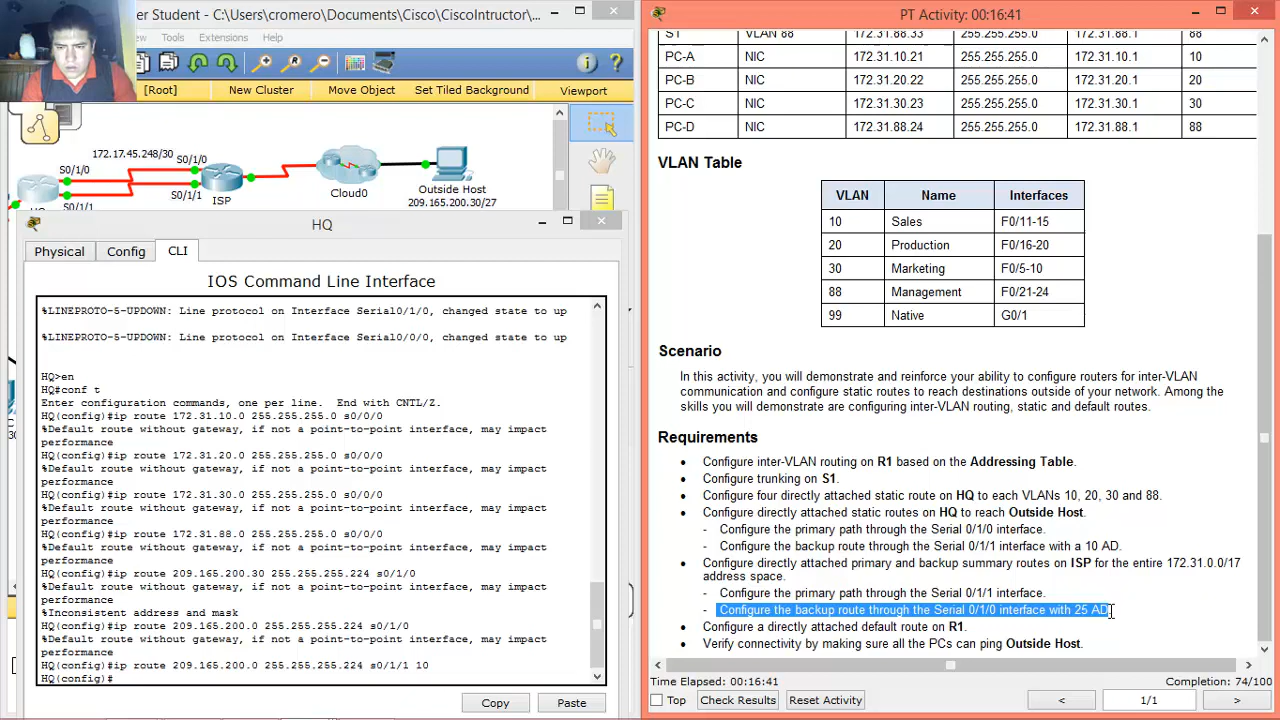 er Student - C:\Users\cromero\Documents\Cisco\CiscoIntructor\...
Tools Extensions Help
[Root] New Cluster Move Object Set Tiled Background Viewport
172.17.45.248/30
S0/1/0
S0/1/0
S0/1/1
S0/1/1
ISP
Cloud0
Outside Host
209.165.200.30/27
HQ
Physical Config CLI
IOS Command Line Interface
%LINEPROTO-5-UPDOWN: Line protocol on Interface Serial0/1/0, changed state to up
%LINEPROTO-5-UPDOWN: Line protocol on Interface Serial0/0/0, changed state to up
HQ>en
HQ#conf t
Enter configuration commands, one per line.  End with CNTL/Z.
HQ(config)#ip route 172.31.10.0 255.255.255.0 s0/0/0
%Default route without gateway, if not a point-to-point interface, may impact
performance
HQ(config)#ip route 172.31.20.0 255.255.255.0 s0/0/0
%Default route without gateway, if not a point-to-point interface, may impact
performance
HQ(config)#ip route 172.31.30.0 255.255.255.0 s0/0/0
%Default route without gateway, if not a point-to-point interface, may impact
performance
HQ(config)#ip route 172.31.88.0 255.255.255.0 s0/0/0
%Default route without gateway, if not a point-to-point interface, may impact
performance
HQ(config)#ip route 209.165.200.30 255.255.255.224 s0/1/0
%Default route without gateway, if not a point-to-point interface, may impact
performance
%Inconsistent address and mask
HQ(config)#ip route 209.165.200.0 255.255.255.224 s0/1/0
%Default route without gateway, if not a point-to-point interface, may impact
performance
HQ(config)#ip route 209.165.200.0 255.255.255.224 s0/1/1 10
HQ(config)#
Copy Paste
PT Activity: 00:16:41
S1 VLAN 88 172.31.88.33 255.255.255.0 172.31.88.1 88
PC-A NIC 172.31.10.21 255.255.255.0 172.31.10.1 10
PC-B NIC 172.31.20.22 255.255.255.0 172.31.20.1 20
PC-C NIC 172.31.30.23 255.255.255.0 172.31.30.1 30
PC-D NIC 172.31.88.24 255.255.255.0 172.31.88.1 88
VLAN Table
VLAN Name Interfaces
10 Sales F0/11-15
20 Production F0/16-20
30 Marketing F0/5-10
88 Management F0/21-24
99 Native G0/1
Scenario
In this activity, you will demonstrate and reinforce your ability to configure routers for inter-VLAN
communication and configure static routes to reach destinations outside of your network. Among the
skills you will demonstrate are configuring inter-VLAN routing, static and default routes.
Requirements
• Configure inter-VLAN routing on R1 based on the Addressing Table.
• Configure trunking on S1.
• Configure four directly attached static route on HQ to each VLANs 10, 20, 30 and 88.
• Configure directly attached static routes on HQ to reach Outside Host.
- Configure the primary path through the Serial 0/1/0 interface.
- Configure the backup route through the Serial 0/1/1 interface with a 10 AD.
• Configure directly attached primary and backup summary routes on ISP for the entire 172.31.0.0/17
address space.
- Configure the primary path through the Serial 0/1/1 interface.
- Configure the backup route through the Serial 0/1/0 interface with 25 AD
• Configure a directly attached default route on R1.
• Verify connectivity by making sure all the PCs can ping Outside Host.
Time Elapsed: 00:16:41 Completion: 74/100
Top Check Results Reset Activity < 1/1 >